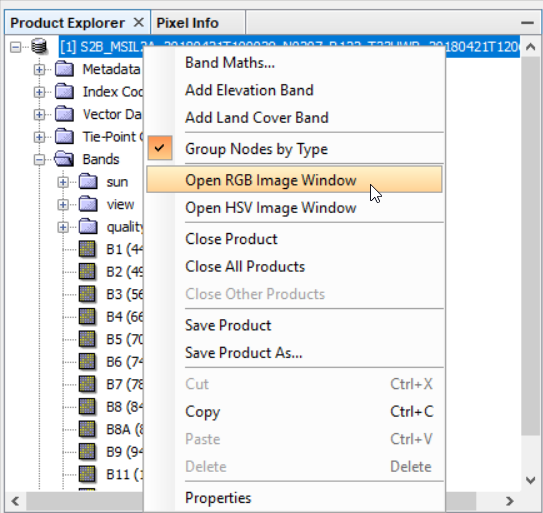 Product Explorer × Pixel Info
[1] S2B_MSIL2A_20180421T100029_N0207_R122_T33UWR_20180421T120
Metadata
Index Cod
Vector Da
Tie-Point G
Bands
sun
view
quality
B1 (44
B2 (49
B3 (56
B4 (66
B5 (70
B6 (74
B7 (78
B8 (84
B8A (8
B9 (94
B11 (1
Band Maths...
Add Elevation Band
Add Land Cover Band
Group Nodes by Type
Open RGB Image Window
Open HSV Image Window
Close Product
Close All Products
Close Other Products
Save Product
Save Product As...
Cut Ctrl+X
Copy Ctrl+C
Paste Ctrl+V
Delete Delete
Properties